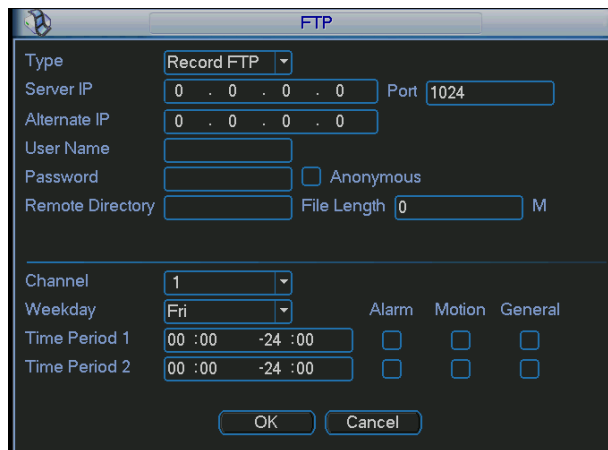 FTP
Type Record FTP
Server IP 0 . 0 . 0 . 0 Port 1024
Alternate IP 0 . 0 . 0 . 0
User Name
Password Anonymous
Remote Directory File Length 0 M
Channel 1
Weekday Fri Alarm Motion General
Time Period 1 00 :00 -24 :00
Time Period 2 00 :00 -24 :00
OK Cancel